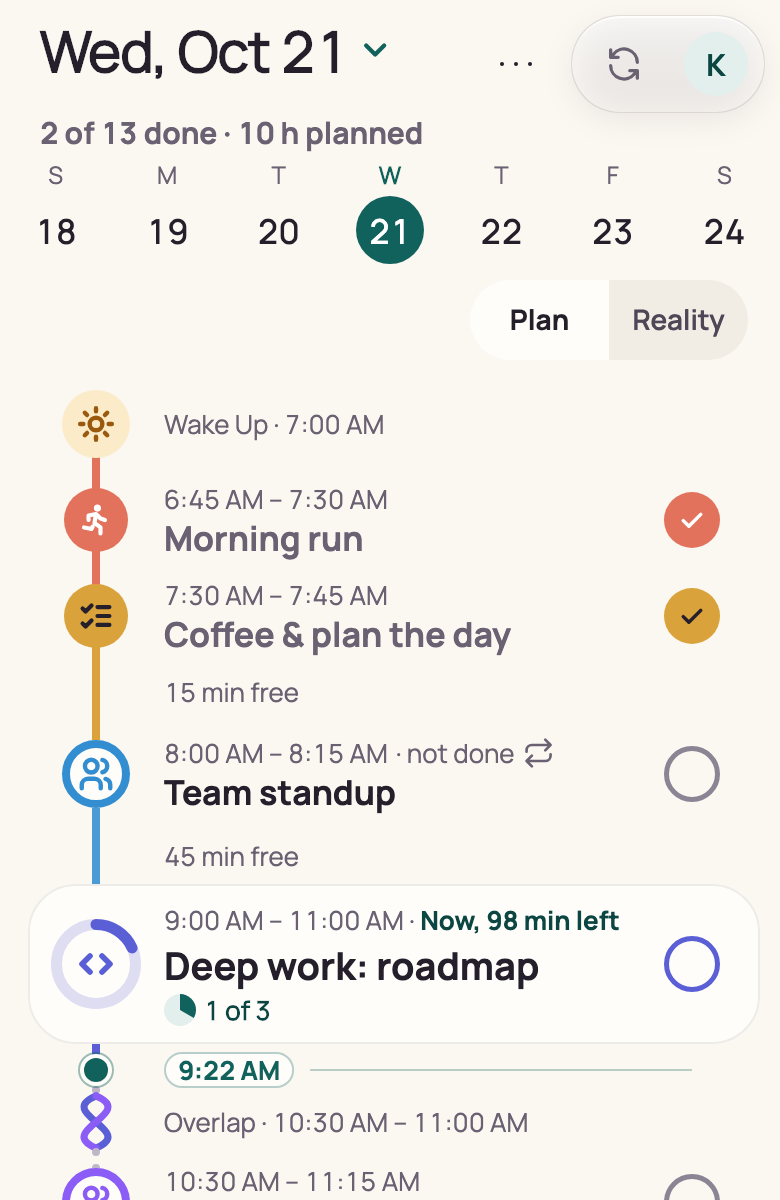 Wed, Oct 21
...
K
2 of 13 done · 10 h planned
S M T W T F S
18 19 20 21 22 23 24
Plan Reality
Wake Up · 7:00 AM
6:45 AM – 7:30 AM
Morning run
7:30 AM – 7:45 AM
Coffee & plan the day
15 min free
8:00 AM – 8:15 AM · not done
Team standup
45 min free
9:00 AM – 11:00 AM · Now, 98 min left
Deep work: roadmap
1 of 3
9:22 AM
Overlap · 10:30 AM – 11:00 AM
10:30 AM – 11:15 AM